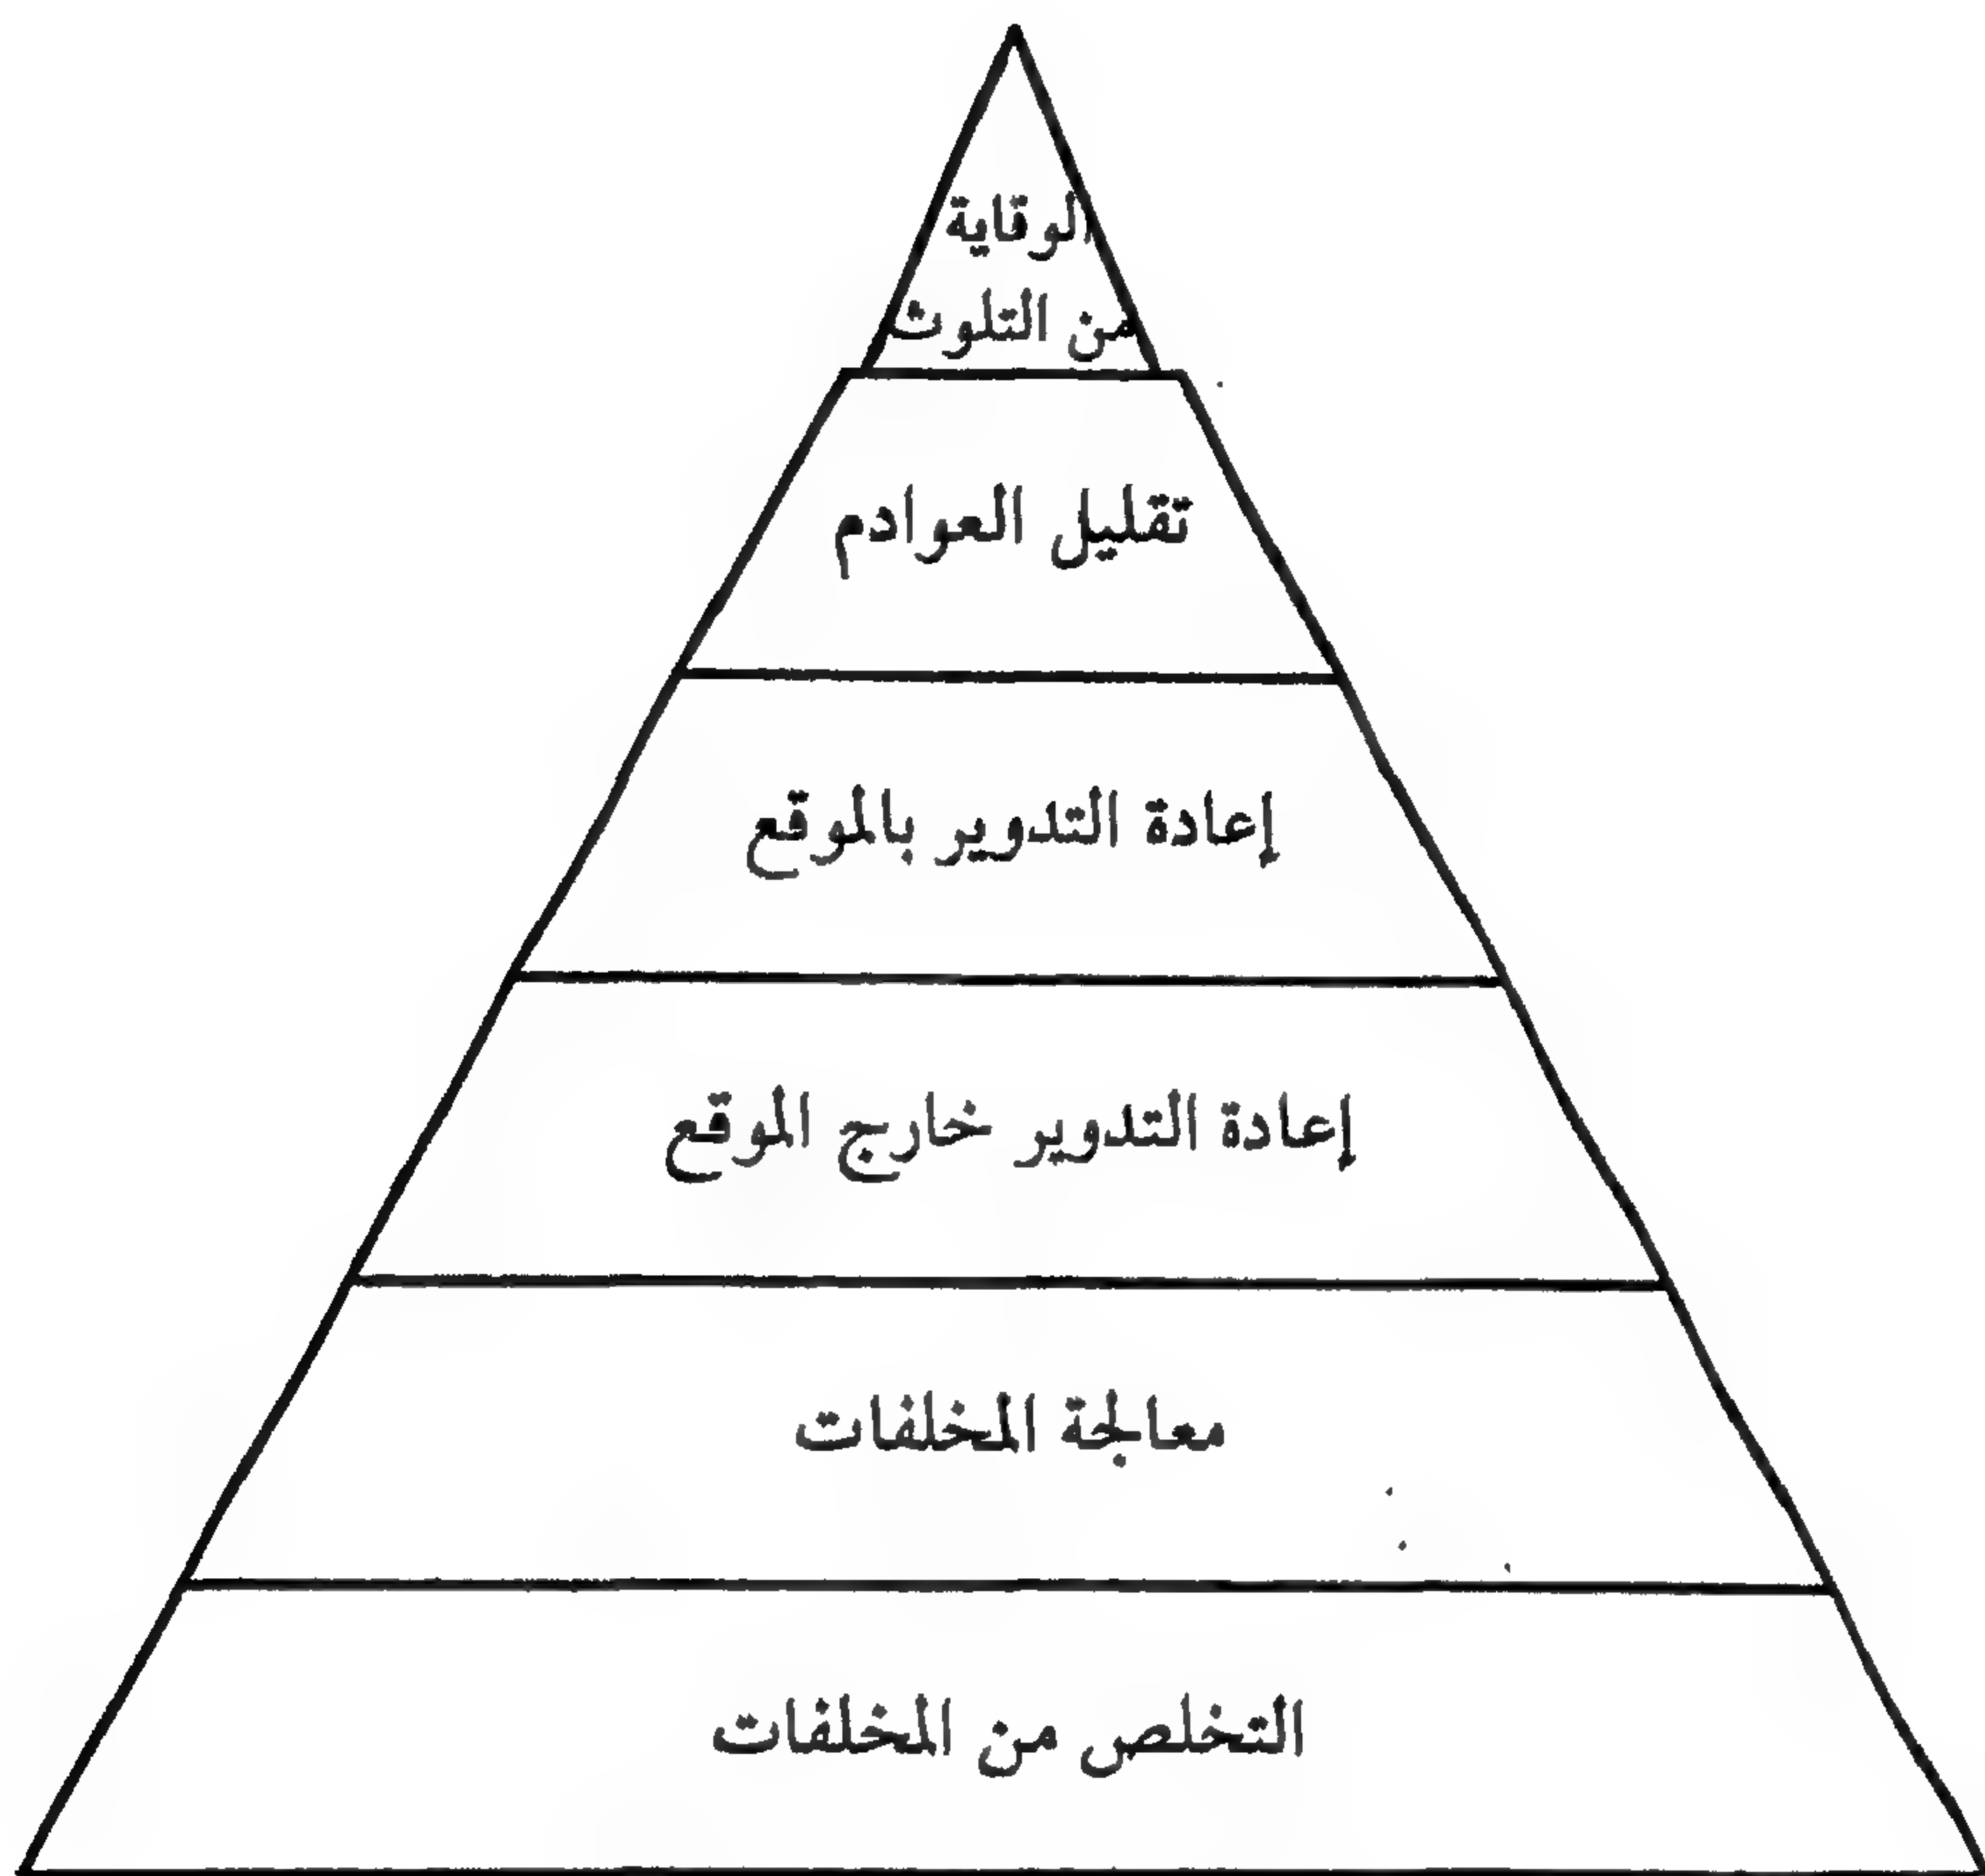 الوقاية
من التلوث
تقليل العوادم
إعادة التدوير بالموقع
إعادة التدوير خارج الموقع
معالجة المخلفات
التخلص من المخلفات